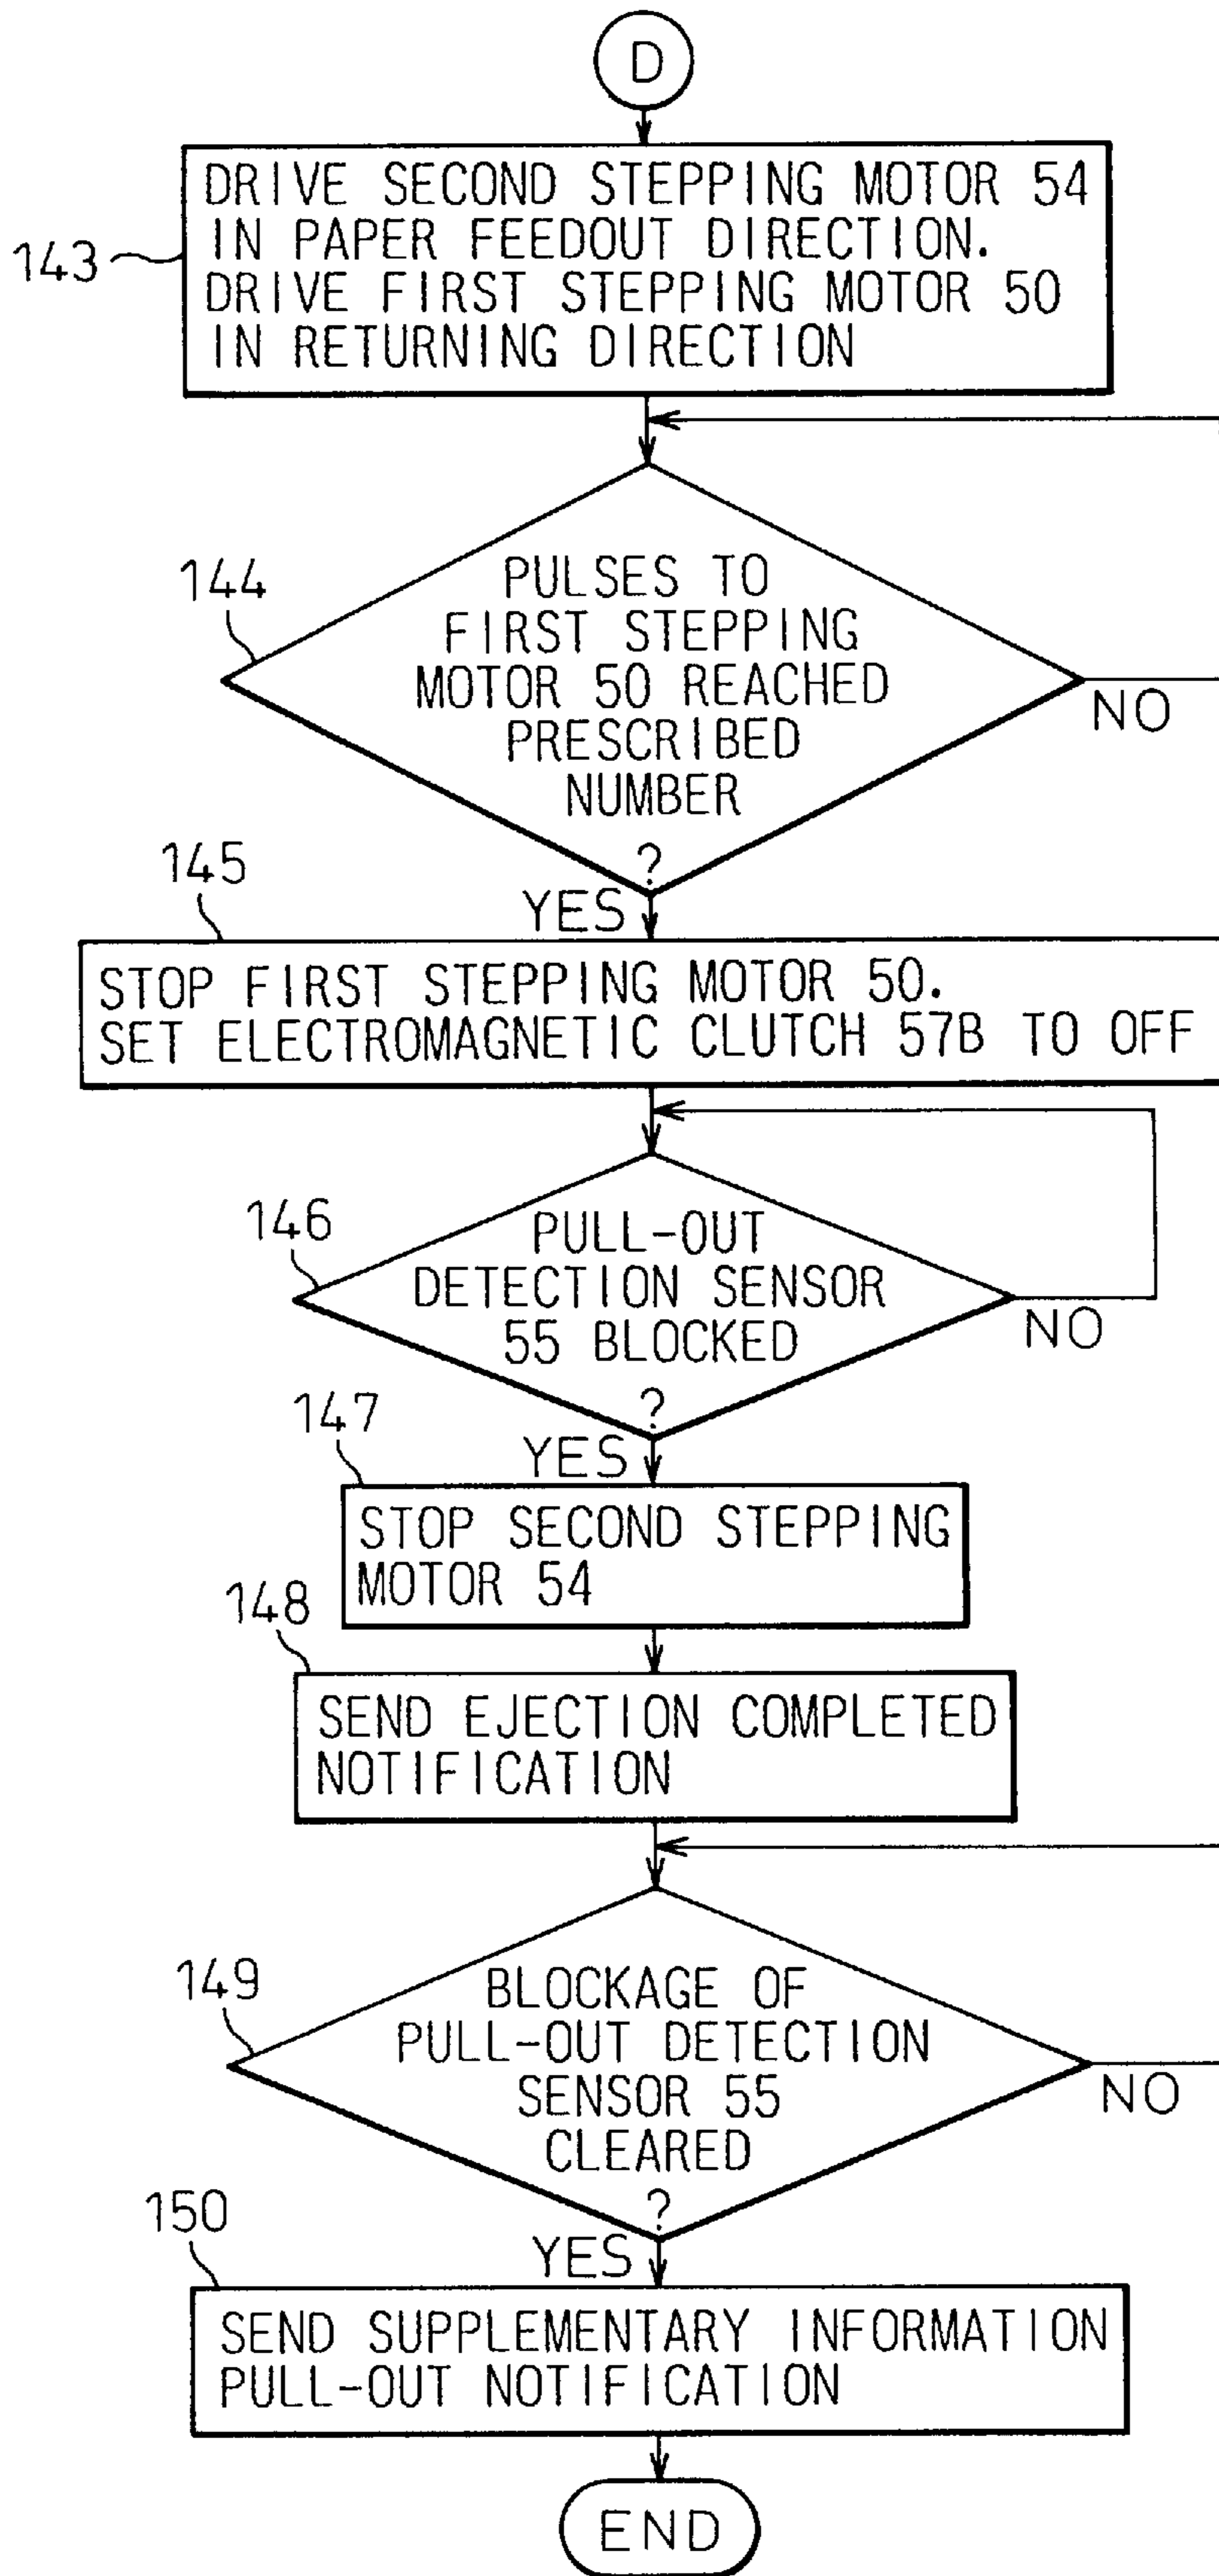 D
143
DRIVE SECOND STEPPING MOTOR 54
IN PAPER FEEDOUT DIRECTION.
DRIVE FIRST STEPPING MOTOR 50
IN RETURNING DIRECTION
144
PULSES TO
FIRST STEPPING
MOTOR 50 REACHED
PRESCRIBED
NUMBER
?
NO
YES
145
STOP FIRST STEPPING MOTOR 50.
SET ELECTROMAGNETIC CLUTCH 57B TO OFF
146
PULL-OUT
DETECTION SENSOR
55 BLOCKED
?
NO
YES
147
STOP SECOND STEPPING
MOTOR 54
148
SEND EJECTION COMPLETED
NOTIFICATION
149
BLOCKAGE OF
PULL-OUT DETECTION
SENSOR 55
CLEARED
?
NO
YES
150
SEND SUPPLEMENTARY INFORMATION
PULL-OUT NOTIFICATION
END